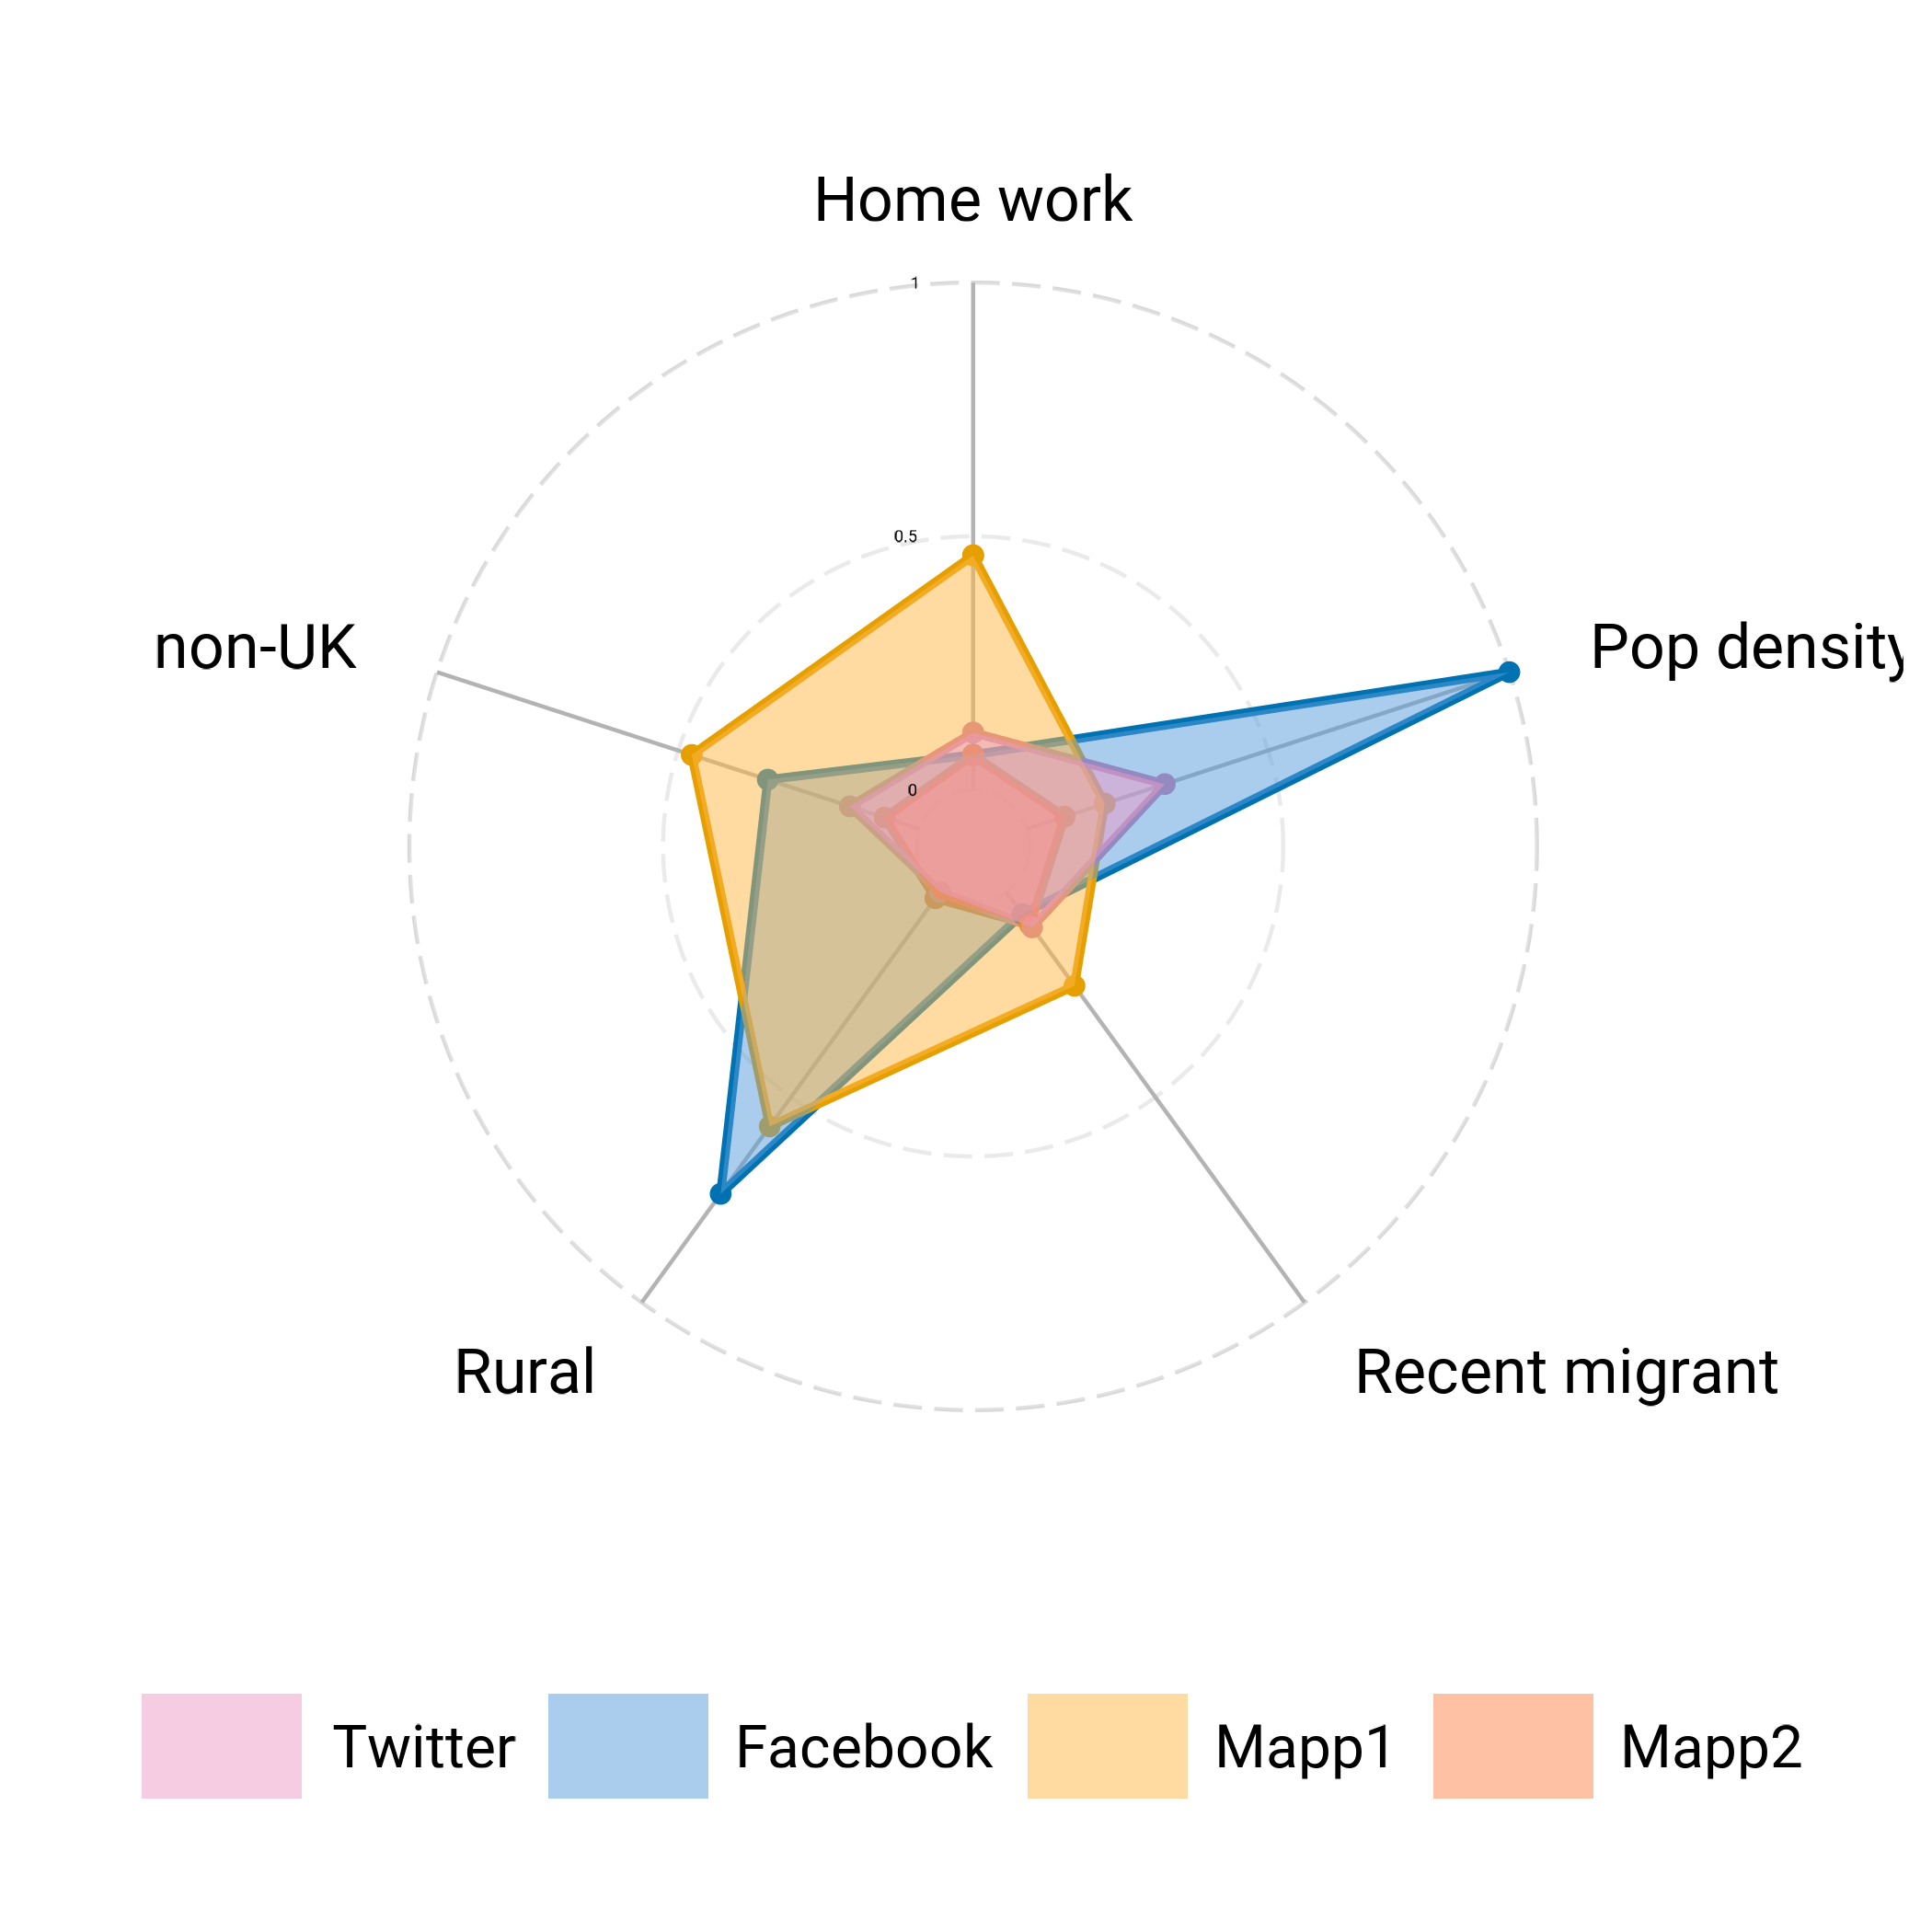 Home work
1
0.5
non-UK
Pop density
0
Rural
Recent migrant
Twitter
Facebook
Mapp1
Mapp2